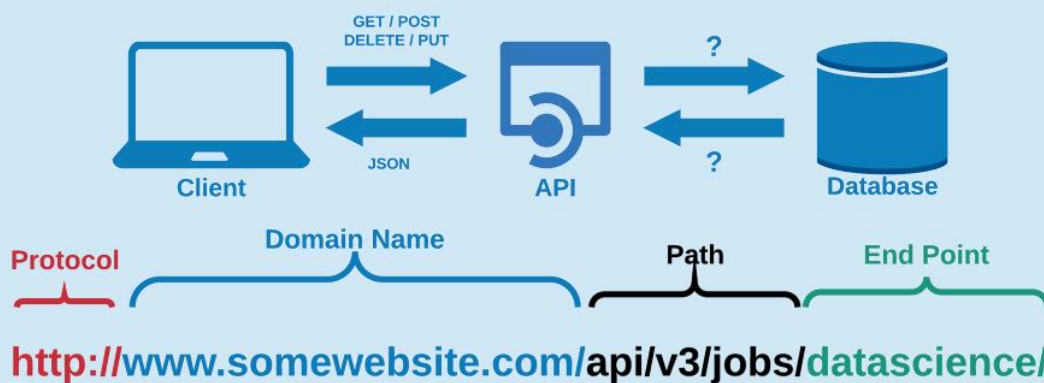 GET / POST
DELETE / PUT
?
JSON
?
Client
API
Database
Protocol
Domain Name
Path
End Point
http://www.somewebsite.com/api/v3/jobs/datascience/